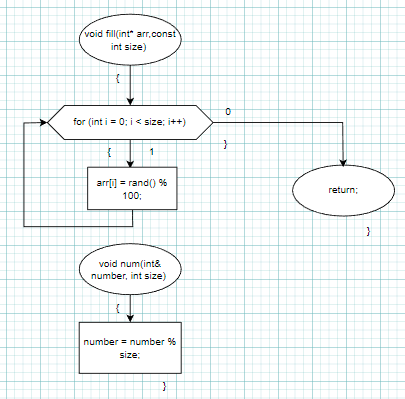 void fill(int* arr,const
int size)
{
0
for (int i = 0; i < size; i++)
}
{
1
arr[i] = rand() %
100;
return;
}
void num(int&
number, int size)
{
number = number %
size;
}